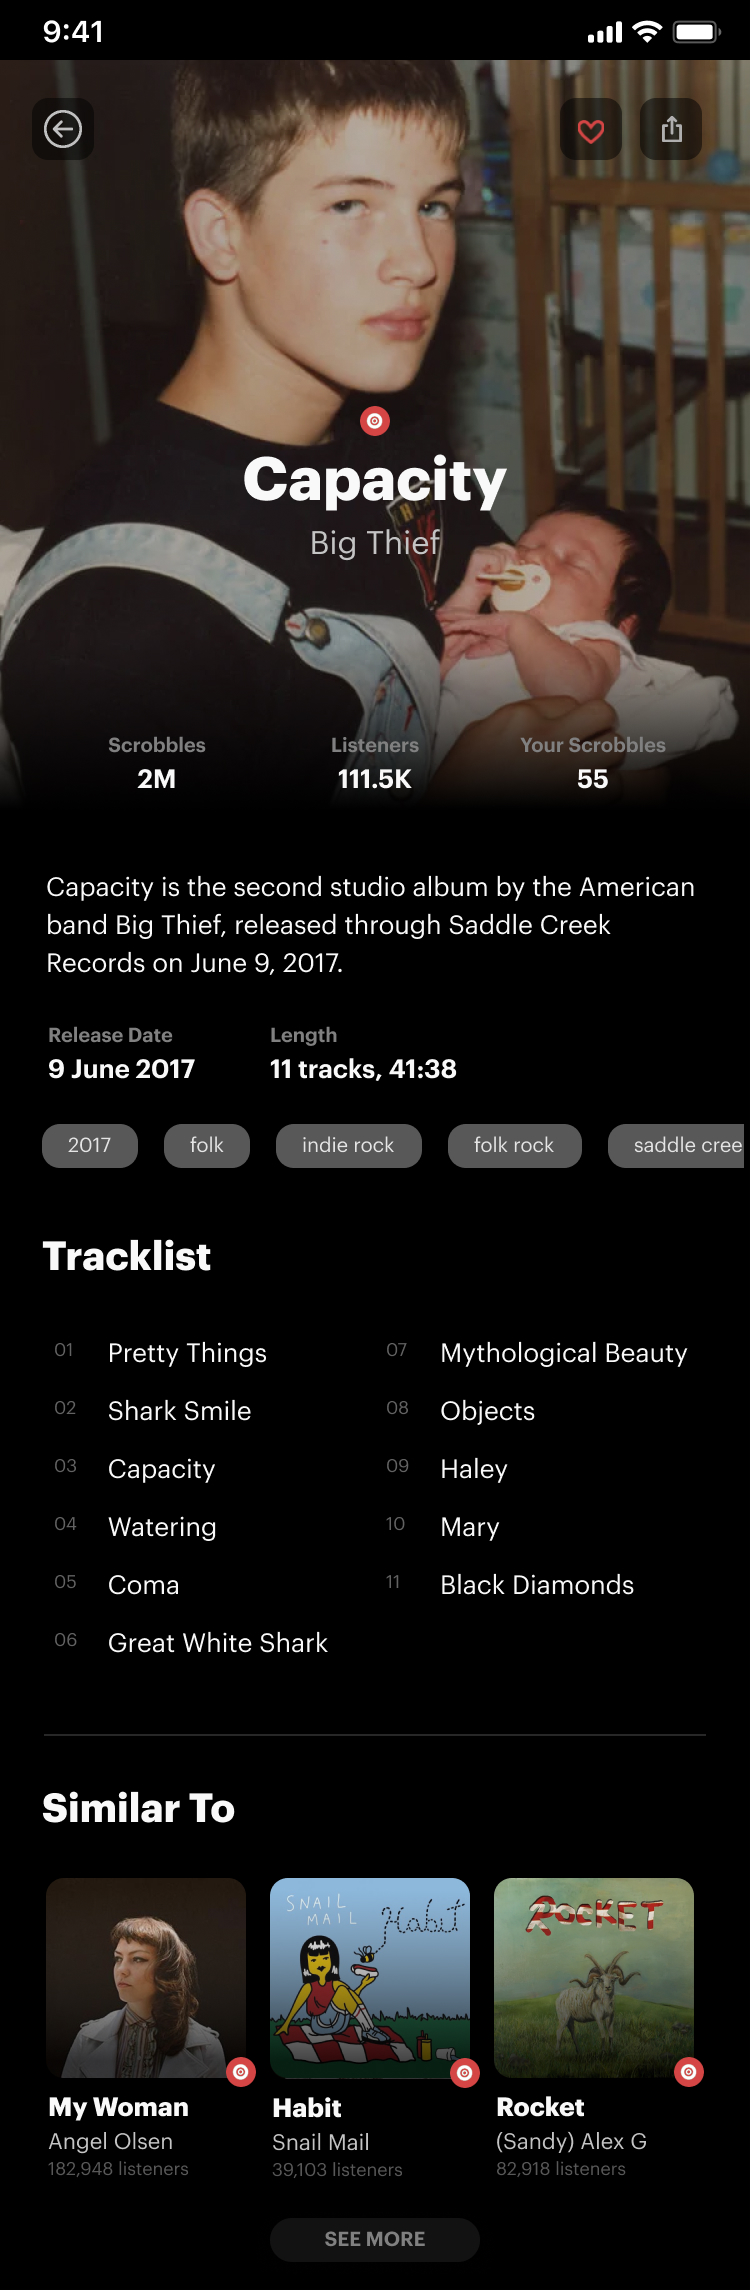 9:41
Capacity
Big Thief
Scrobbles
2M
Listeners
111.5K
Your Scrobbles
55
Capacity is the second studio album by the American
band Big Thief, released through Saddle Creek
Records on June 9, 2017.
Release Date
9 June 2017
Length
11 tracks, 41:38
2017
folk
indie rock
folk rock
saddle cree
Tracklist
01 Pretty Things
02 Shark Smile
03 Capacity
04 Watering
05 Coma
06 Great White Shark
07 Mythological Beauty
08 Objects
09 Haley
10 Mary
11 Black Diamonds
Similar To
SNAIL
MAIL
Habit
ROCKET
My Woman
Angel Olsen
182,948 listeners
Habit
Snail Mail
39,103 listeners
Rocket
(Sandy) Alex G
82,918 listeners
SEE MORE